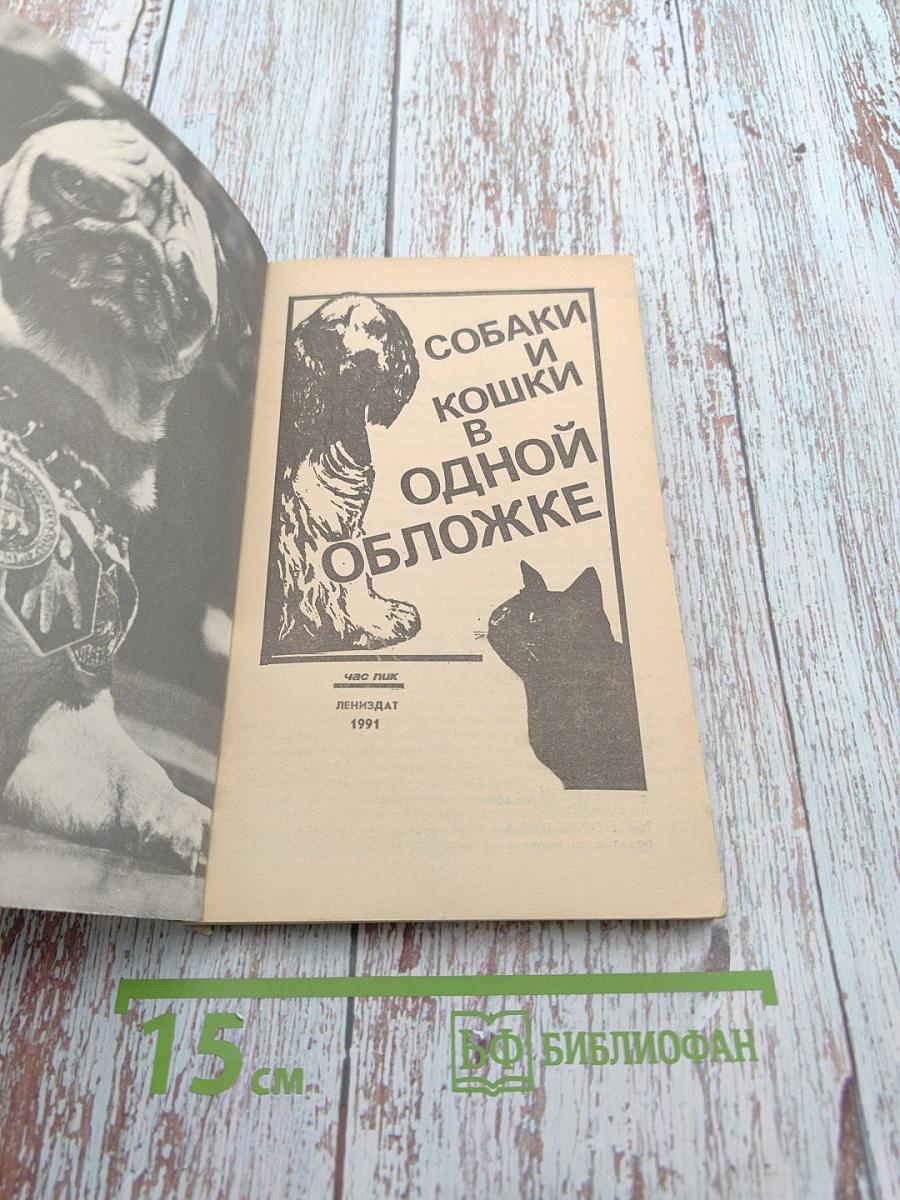 СОБАКИ
И
КОШКИ
В
ОДНОЙ
ОБЛОЖКЕ
час пик
ЛЕНИЗДАТ
1991
15 см
БФ БИБЛИОФАН